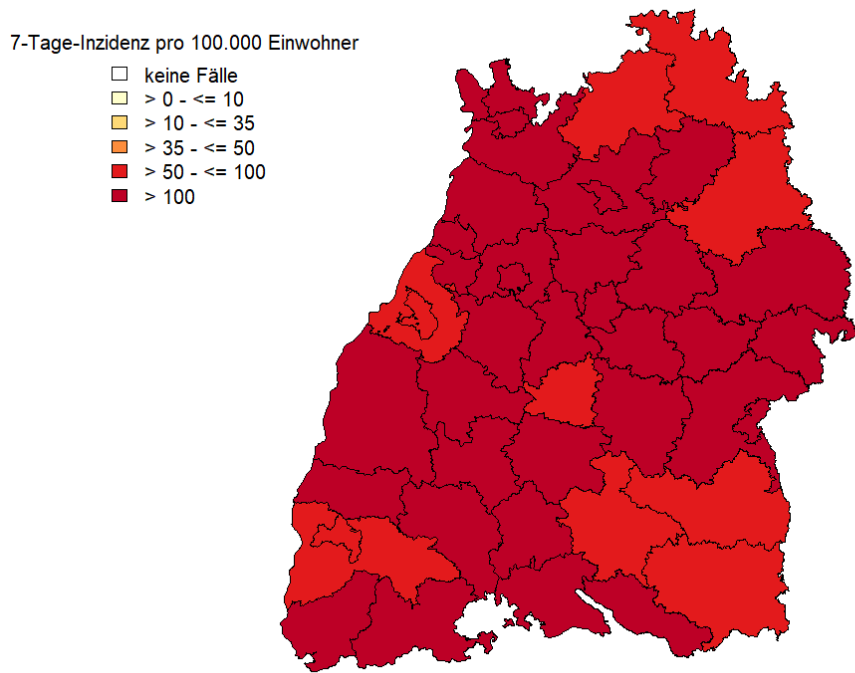 7-Tage-Inzidenz pro 100.000 Einwohner
keine Fälle
> 0 - <= 10
> 10 - <= 35
> 35 - <= 50
> 50 - <= 100
> 100